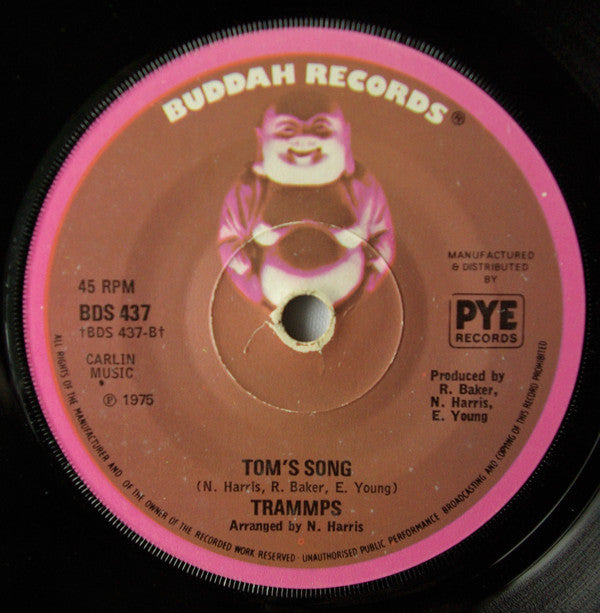 BUDDAH RECORDS®
45 RPM
BDS 437
†BDS 437-B†
CARLIN
MUSIC
℗ 1975
MANUFACTURED
& DISTRIBUTED
BY
PYE
RECORDS
Produced by
R. Baker,
N. Harris,
E. Young
TOM'S SONG
(N. Harris, R. Baker, E. Young)
TRAMMPS
Arranged by N. Harris
ALL RIGHTS OF THE MANUFACTURER AND OF THE OWNER OF THE RECORDED WORK RESERVED - UNAUTHORISED PUBLIC PERFORMANCE BROADCASTING AND COPYING OF THIS RECORD PROHIBITED